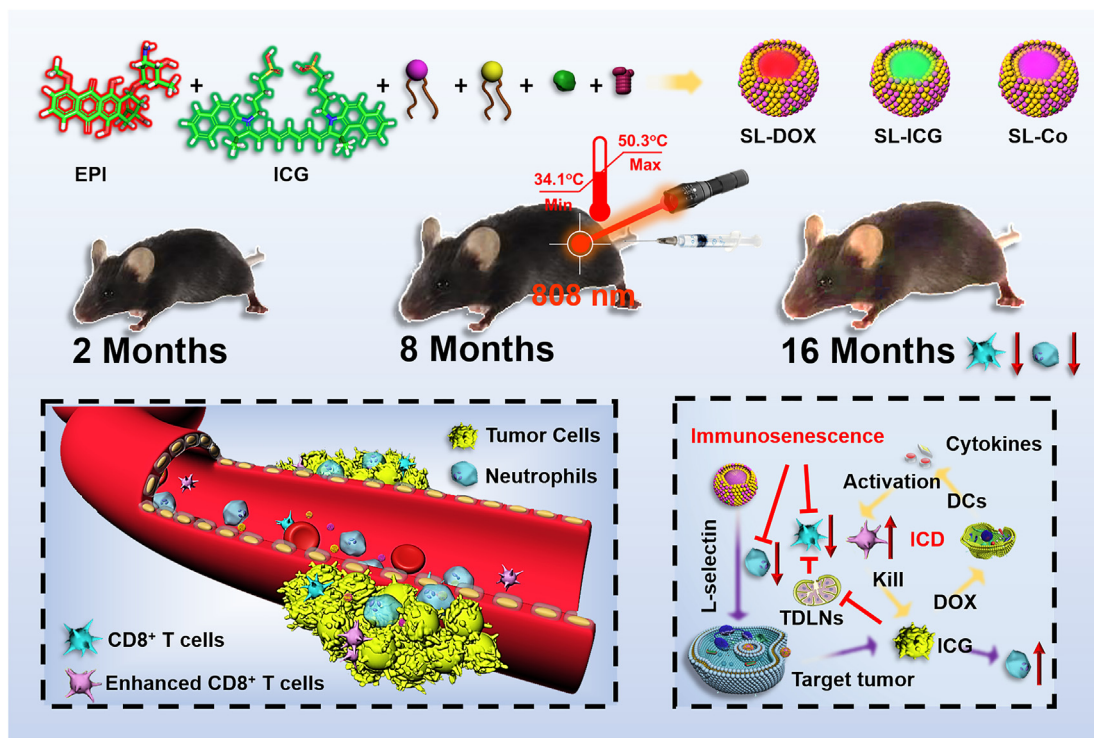 EPI
+
ICG
+
+
+
+
SL-DOX
SL-ICG
SL-Co
50.3°C
Max
34.1°C
Min
808 nm
2 Months
8 Months
16 Months
Tumor Cells
Neutrophils
CD8⁺ T cells
Enhanced CD8⁺ T cells
Immunosenescence
Cytokines
Activation
DCs
L-selectin
ICD
Kill
DOX
TDLNs
ICG
Target tumor